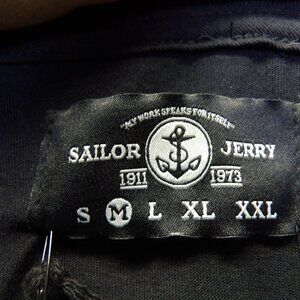 "MY WORK SPEAKS FOR ITSELF"
SAILOR JERRY
1911 1973
S M L XL XXL